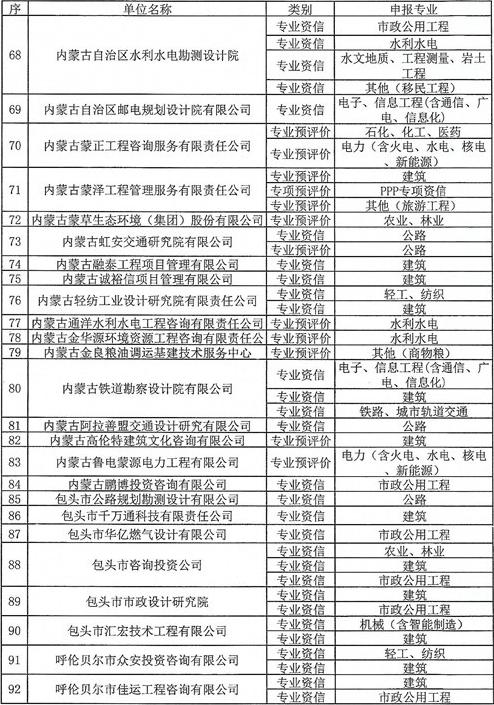 序 单位名称 类别 申报专业
68 内蒙古自治区水利水电勘测设计院 专业资信 市政公用工程
专业资信 水利水电
专业资信 水文地质、工程测量、岩土
工程
专业资信 其他（移民工程）
69 内蒙古自治区邮电规划设计院有限公司 专业资信 电子、信息工程(含通信、广
电、信息化)
70 内蒙古蒙正工程咨询服务有限责任公司 专业预评价 石化、化工、医药
专业预评价 电力（含火电、水电、核电
、新能源）
71 内蒙古蒙泽工程管理服务有限责任公司 专业预评价 建筑
专项预评价 PPP专项资信
专业预评价 其他（旅游工程）
72 内蒙古蒙草生态环境（集团）股份有限公司 专业预评价 农业、林业
73 内蒙古虹安交通研究院有限公司 专业资信 公路
专业资信 公路
74 内蒙古融泰工程项目管理有限公司 专业资信 建筑
75 内蒙古诚裕信项目管理有限公司 专业资信 建筑
76 内蒙古轻纺工业设计研究院有限责任公司 专业资信 轻工、纺织
专业资信 建筑
77 内蒙古通洋水利水电工程咨询有限责任公司 专业预评价 水利水电
78 内蒙古金华源环境资源工程咨询有限责任公 专业预评价 水利水电
79 内蒙古金良粮油调运基建技术服务中心 专业预评价 其他（商物粮）
80 内蒙古铁道勘察设计院有限公司 专业资信 电子、信息工程(含通信、广
电、信息化)
专业资信 建筑
专业资信 铁路、城市轨道交通
81 内蒙古阿拉善盟交通设计研究有限公司 专业资信 公路
82 内蒙古高伦特建筑文化咨询有限公司 专业预评价 建筑
83 内蒙古鲁电蒙源电力工程有限公司 专业预评价 电力（含火电、水电、核电
、新能源）
84 内蒙古鹏博投资咨询有限公司 专业资信 市政公用工程
85 包头市公路规划勘测设计有限公司 专业资信 公路
86 包头市千万通科技有限责任公司 专业资信 建筑
87 包头市华亿燃气设计有限公司 专业资信 市政公用工程
88 包头市咨询投资公司 专业资信 农业、林业
专业资信 建筑
专业资信 市政公用工程
89 包头市市政设计研究院 专业资信 建筑
专业资信 市政公用工程
90 包头市汇宏技术工程有限公司 专业资信 机械（含智能制造）
专业资信 建筑
91 呼伦贝尔市众安投资咨询有限公司 专业资信 轻工、纺织
专业资信 建筑
92 呼伦贝尔市佳运工程咨询有限公司 专业资信 建筑
专业资信 市政公用工程